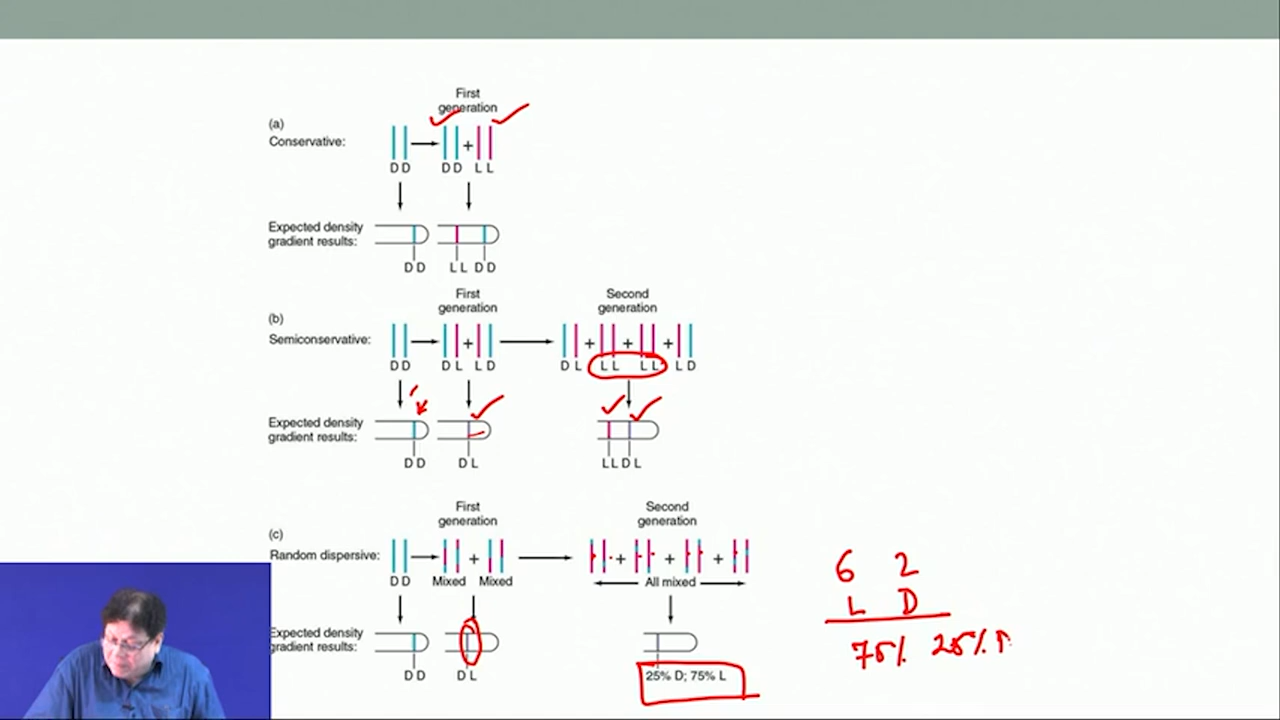 First
generation
(a)
Conservative:
D D
D D L L
Expected density
gradient results:
D D
L L D D
First
generation
Second
generation
(b)
Semiconservative:
D D
D L L D
D L L L L L L D
Expected density
gradient results:
D D
D L
L L D L
First
generation
Second
generation
(c)
Random dispersive:
D D
Mixed Mixed
All mixed
Expected density
gradient results:
D D
D L
25% D; 75% L
6 2
L D
75% 25%